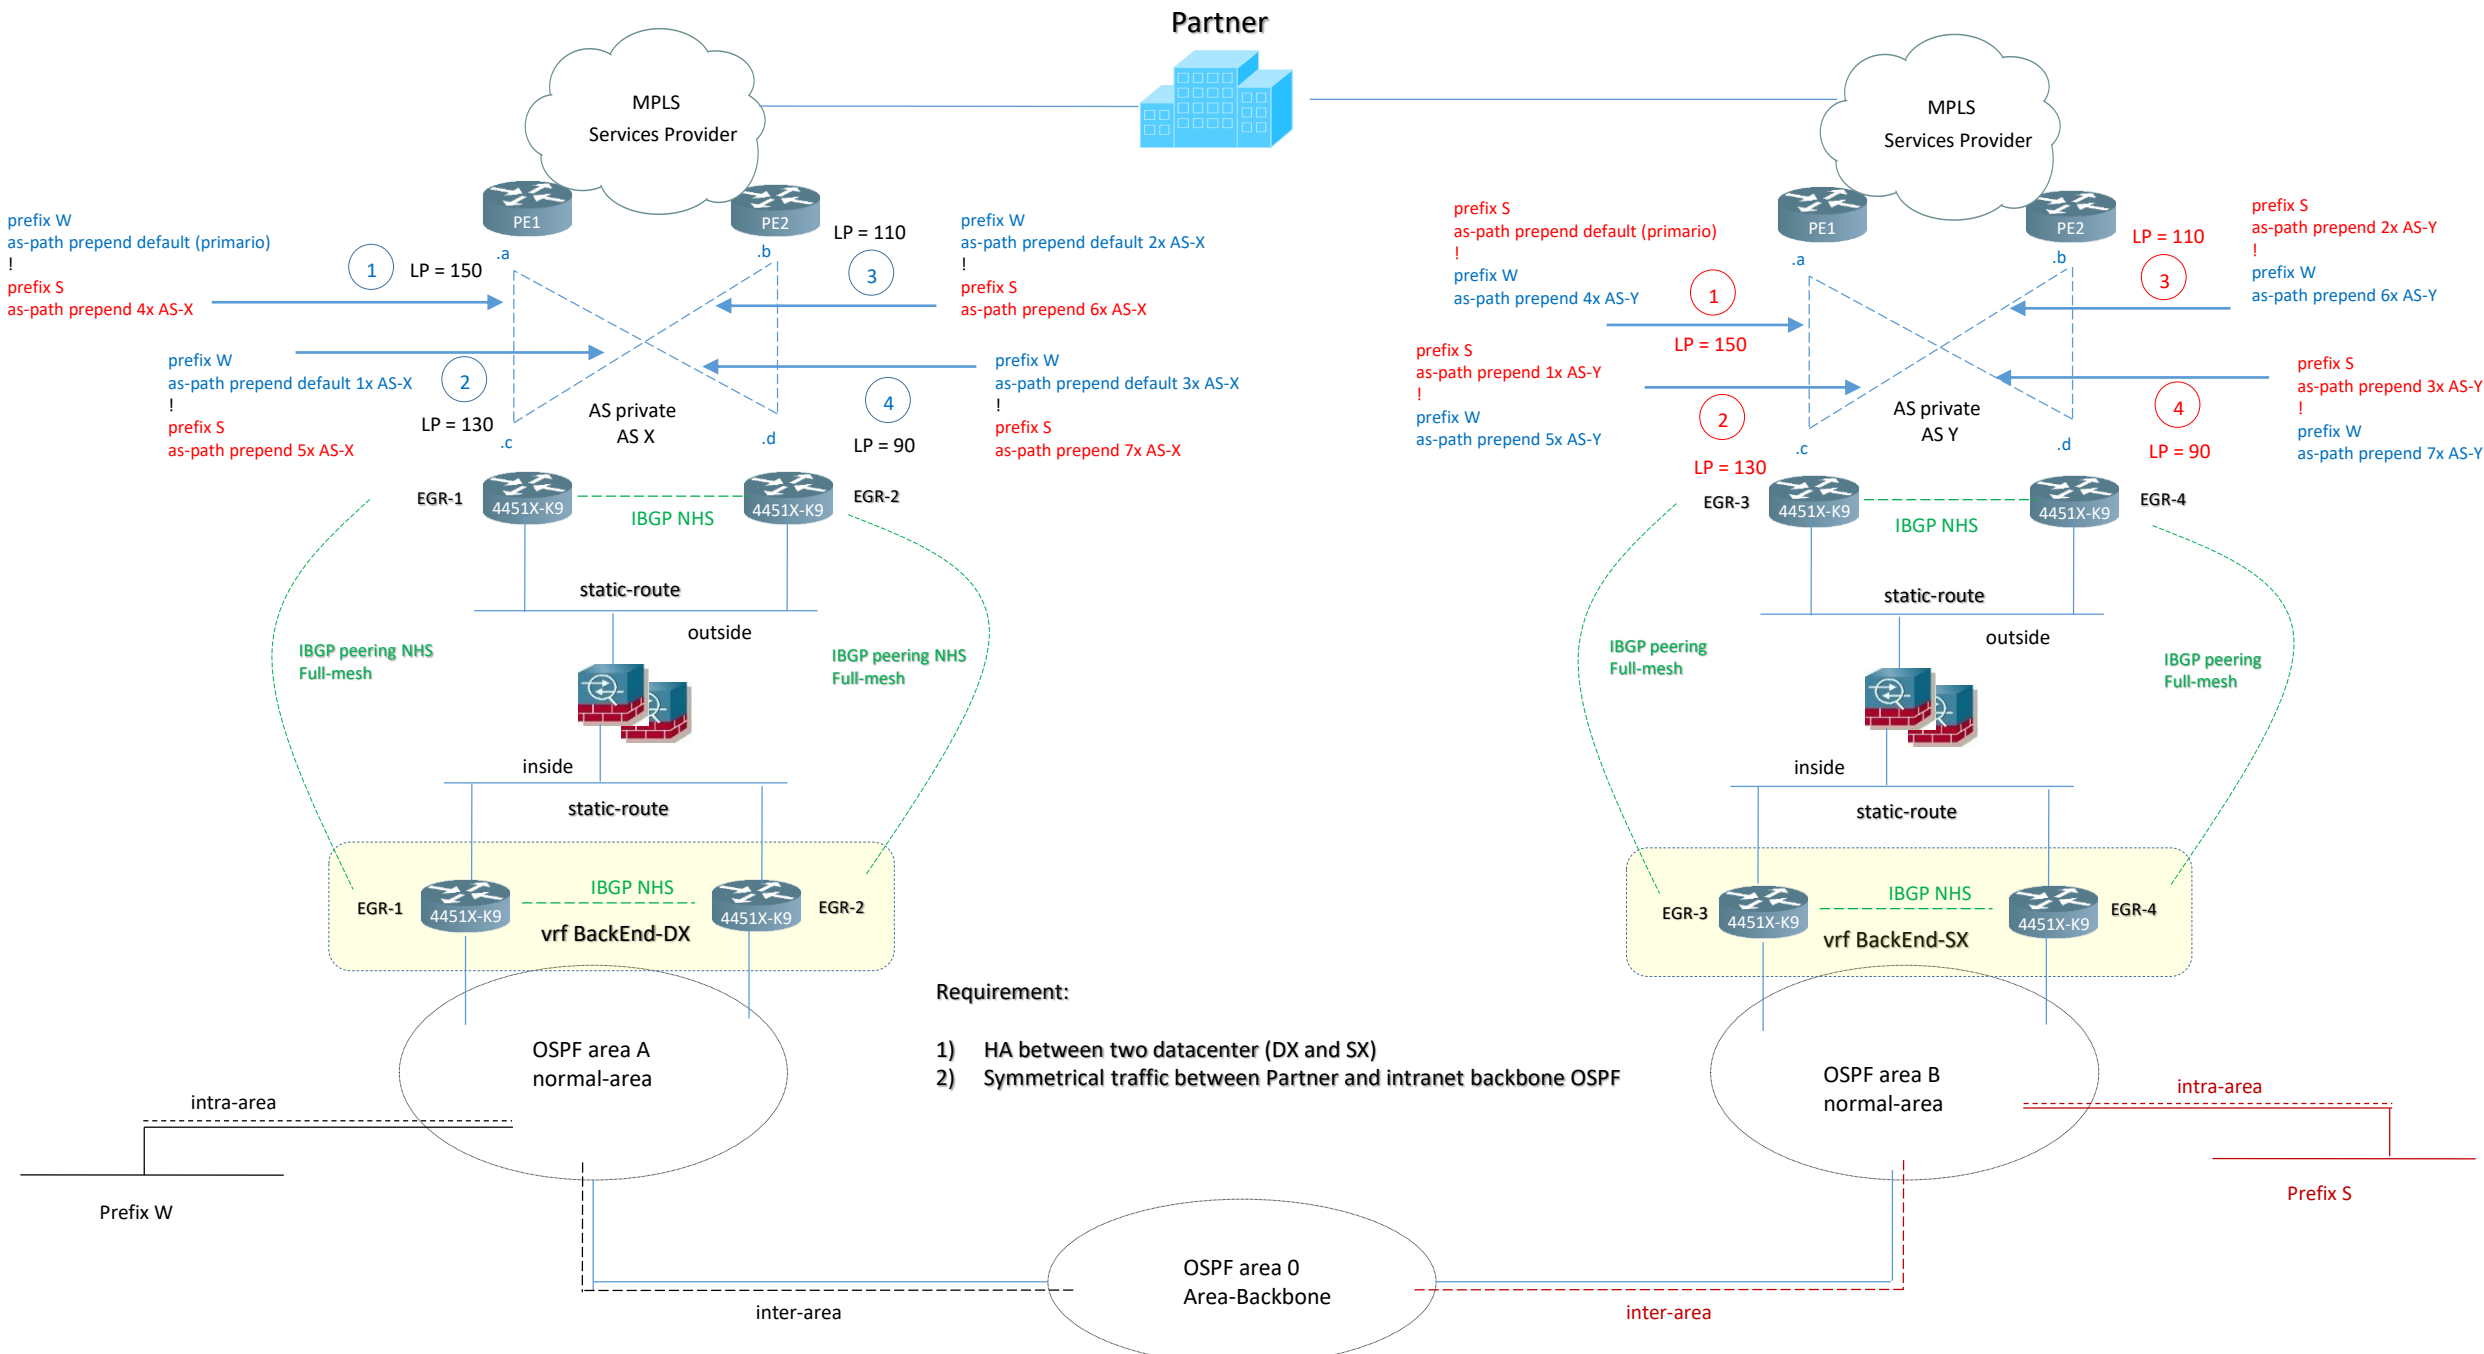 Partner
MPLS
Services Provider
PE1
PE2
prefix W
as-path prepend default (primario)
!
prefix S
as-path prepend 4x AS-X
1
LP = 150
.a
.b
LP = 110
3
prefix W
as-path prepend default 2x AS-X
!
prefix S
as-path prepend 6x AS-X
prefix W
as-path prepend default 1x AS-X
!
prefix S
as-path prepend 5x AS-X
2
LP = 130
.c
AS private
AS X
.d
4
LP = 90
prefix W
as-path prepend default 3x AS-X
!
prefix S
as-path prepend 7x AS-X
EGR-1
4451X-K9
IBGP NHS
4451X-K9
EGR-2
static-route
outside
IBGP peering NHS
Full-mesh
IBGP peering NHS
Full-mesh
inside
static-route
EGR-1
4451X-K9
IBGP NHS
4451X-K9
EGR-2
vrf BackEnd-DX
OSPF area A
normal-area
intra-area
Prefix W
inter-area
MPLS
Services Provider
PE1
PE2
prefix S
as-path prepend default (primario)
!
prefix W
as-path prepend 4x AS-Y
1
LP = 150
.a
.b
LP = 110
3
prefix S
as-path prepend 2x AS-Y
!
prefix W
as-path prepend 6x AS-Y
prefix S
as-path prepend 1x AS-Y
!
prefix W
as-path prepend 5x AS-Y
2
LP = 130
.c
AS private
AS Y
.d
4
LP = 90
prefix S
as-path prepend 3x AS-Y
!
prefix W
as-path prepend 7x AS-Y
EGR-3
4451X-K9
IBGP NHS
4451X-K9
EGR-4
static-route
outside
IBGP peering
Full-mesh
IBGP peering
Full-mesh
inside
static-route
EGR-3
4451X-K9
IBGP NHS
4451X-K9
EGR-4
vrf BackEnd-SX
Requirement:
1) HA between two datacenter (DX and SX)
2) Symmetrical traffic between Partner and intranet backbone OSPF
OSPF area B
normal-area
intra-area
Prefix S
OSPF area 0
Area-Backbone
inter-area